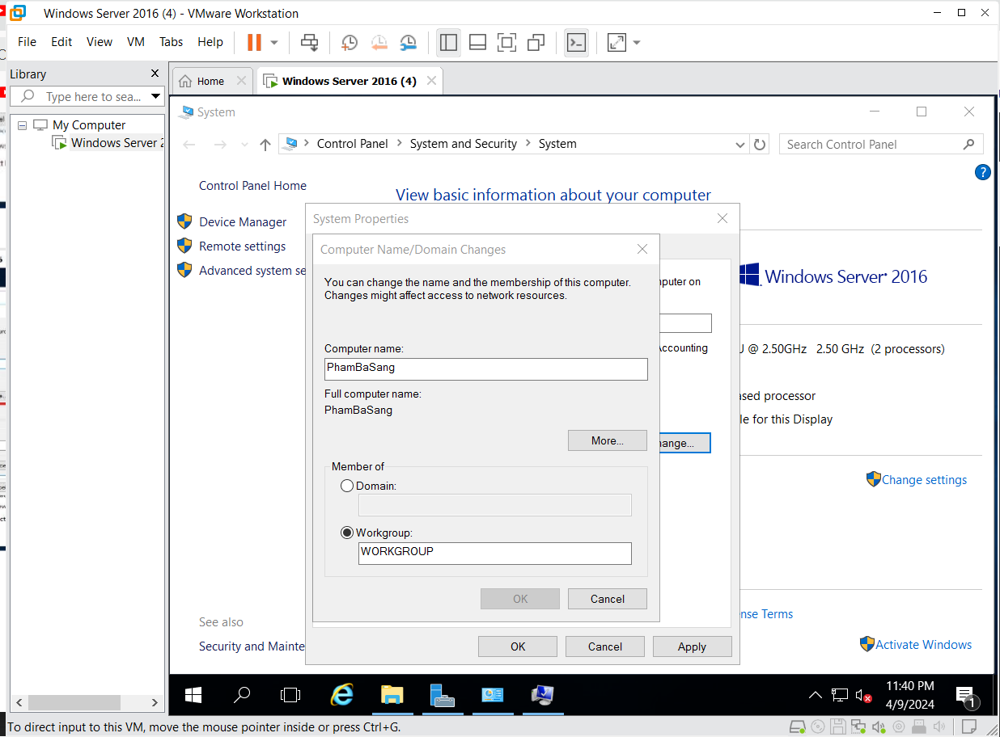 Windows Server 2016 (4) - VMware Workstation
File Edit View VM Tabs Help
Library
Type here to sea...
My Computer
Windows Server 2
Home
Windows Server 2016 (4)
System
Control Panel > System and Security > System
Search Control Panel
Control Panel Home
Device Manager
Remote settings
Advanced system se
View basic information about your computer
System Properties
Computer Name/Domain Changes
You can change the name and the membership of this computer.
Changes might affect access to network resources.
Computer name:
PhamBaSang
Full computer name:
PhamBaSang
More...
Member of
Domain:
Workgroup:
WORKGROUP
OK Cancel
OK Cancel Apply
nputer on
Accounting
hange...
Windows Server 2016
U @ 2.50GHz 2.50 GHz (2 processors)
ased processor
le for this Display
Change settings
nse Terms
Activate Windows
See also
Security and Mainte
11:40 PM
4/9/2024
1
To direct input to this VM, move the mouse pointer inside or press Ctrl+G.